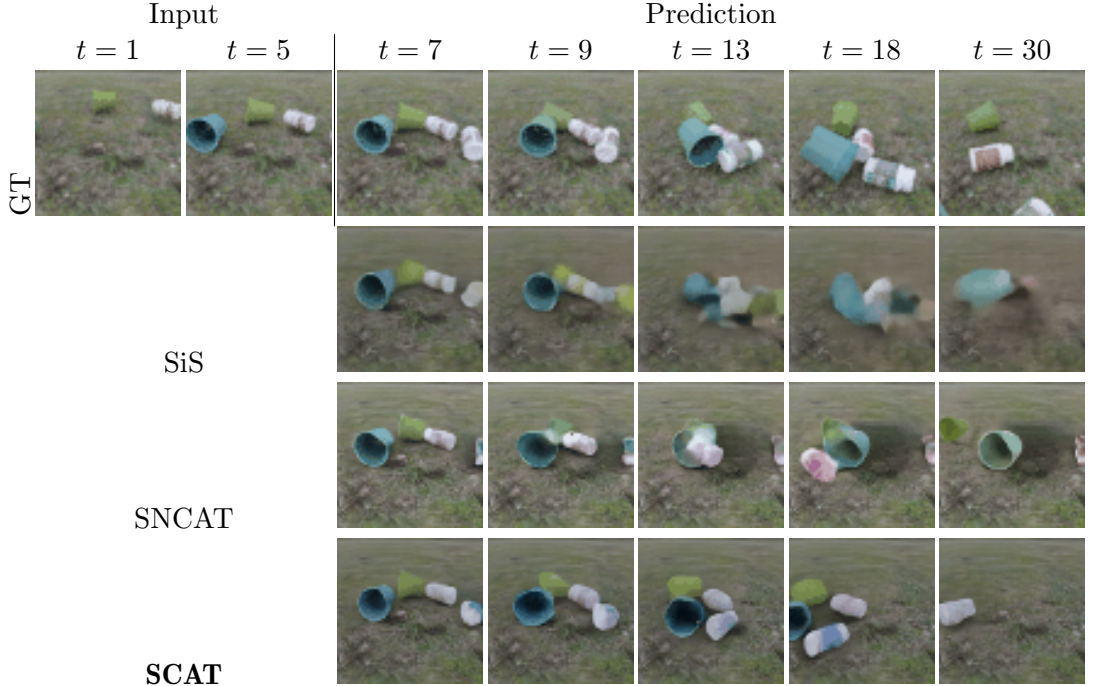 Input Prediction
t = 1 t = 5 t = 7 t = 9 t = 13 t = 18 t = 30
GT
SiS
SNCAT
SCAT